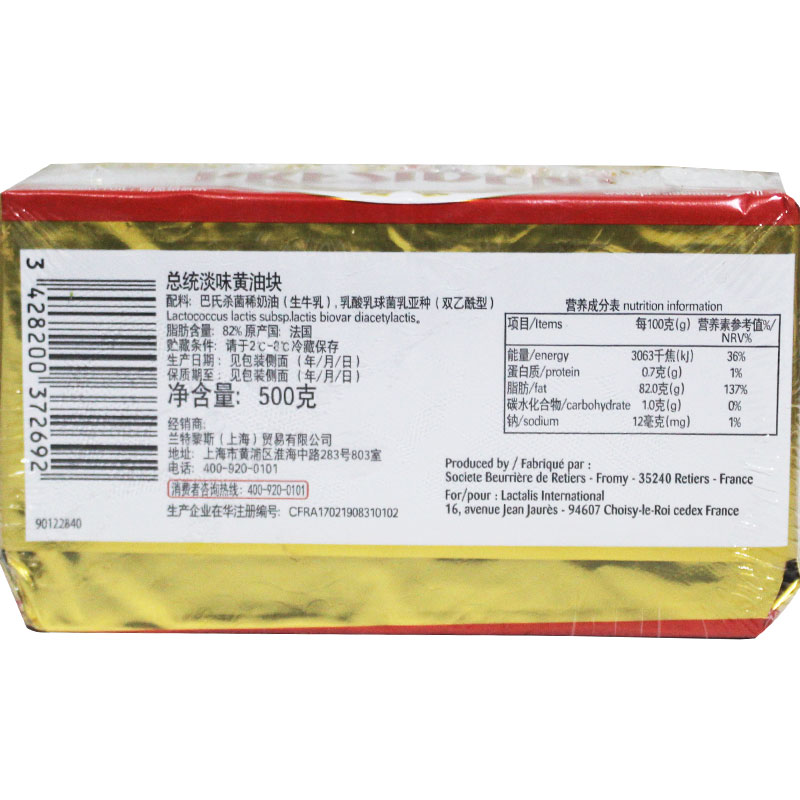 PRESIDENT
总统淡味黄油块
配料: 巴氏杀菌稀奶油 (生牛乳) , 乳酸乳球菌乳亚种 (双乙酰型)
Lactococcus lactis subsp.lactis biovar diacetylactis。
脂肪含量: 82% 原产国: 法国
贮藏条件: 请于2℃-8℃冷藏保存
生产日期: 见包装侧面 (年/月/日)
保质期至: 见包装侧面 (年/月/日)
净含量: 500克
经销商:
兰特黎斯 (上海) 贸易有限公司
地址: 上海市黄浦区淮海中路283号803室
电话: 400-920-0101
消费者咨询热线: 400-920-0101
生产企业在华注册编号: CFRA17021908310102
3 428200 372692
90122840
营养成分表 nutrition information
项目/Items 每100克(g) 营养素参考值%/NRV%
能量/energy 3063千焦(kJ) 36%
蛋白质/protein 0.7克(g) 1%
脂肪/fat 82.0克(g) 137%
碳水化合物/carbohydrate 1.0克(g) 0%
钠/sodium 12毫克(mg) 1%
Produced by / Fabriqué par :
Societe Beurrière de Retiers - Fromy - 35240 Retiers - France
For/pour : Lactalis International
16, avenue Jean Jaurès - 94607 Choisy-le-Roi cedex France